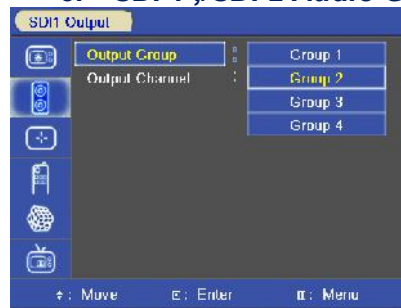 SDI1 Output
Output Group : Group 1
Output Channel : Group 2
Group 3
Group 4
: Move : Enter : Menu